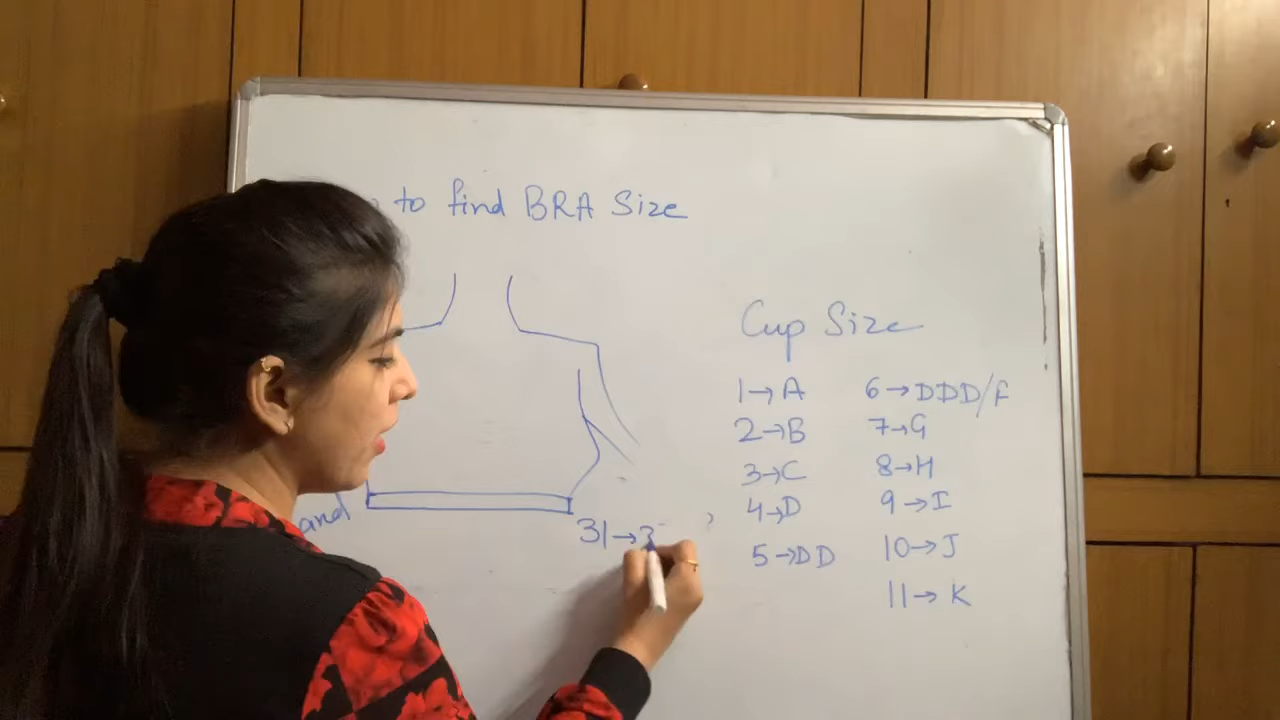 to find BRA Size
Cup Size
1→A
2→B
3→C
4→D
5→DD
6→DDD/F
7→G
8→H
9→I
10→J
11→K
and
31→3